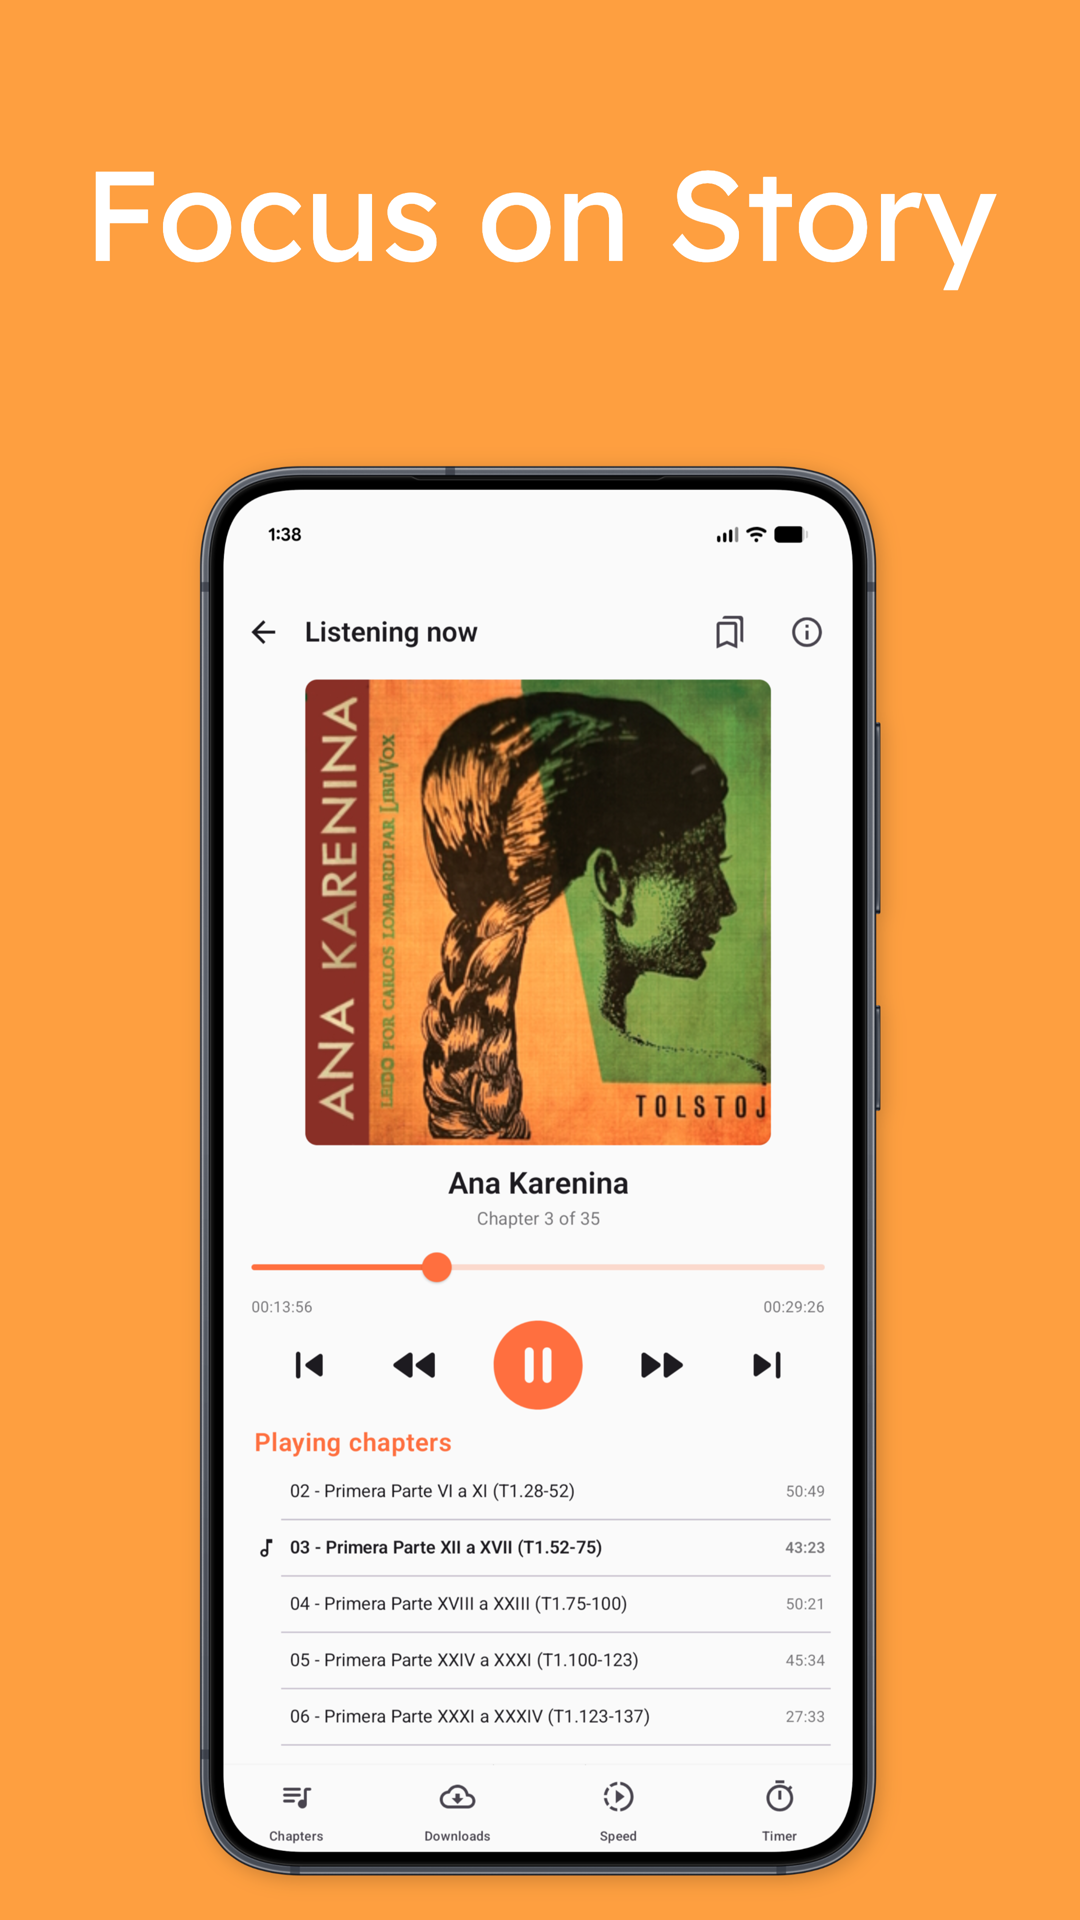 Focus on Story
1:38
Listening now
ANA KARENINA
LEIDO POR CARLOS LOMBARDI PAR LIBRIVOX
TOLSTOJ
Ana Karenina
Chapter 3 of 35
00:13:56
00:29:26
Playing chapters
02 - Primera Parte VI a XI (T1.28-52)
50:49
03 - Primera Parte XII a XVII (T1.52-75)
43:23
04 - Primera Parte XVIII a XXIII (T1.75-100)
50:21
05 - Primera Parte XXIV a XXXI (T1.100-123)
45:34
06 - Primera Parte XXXI a XXXIV (T1.123-137)
27:33
Chapters
Downloads
Speed
Timer